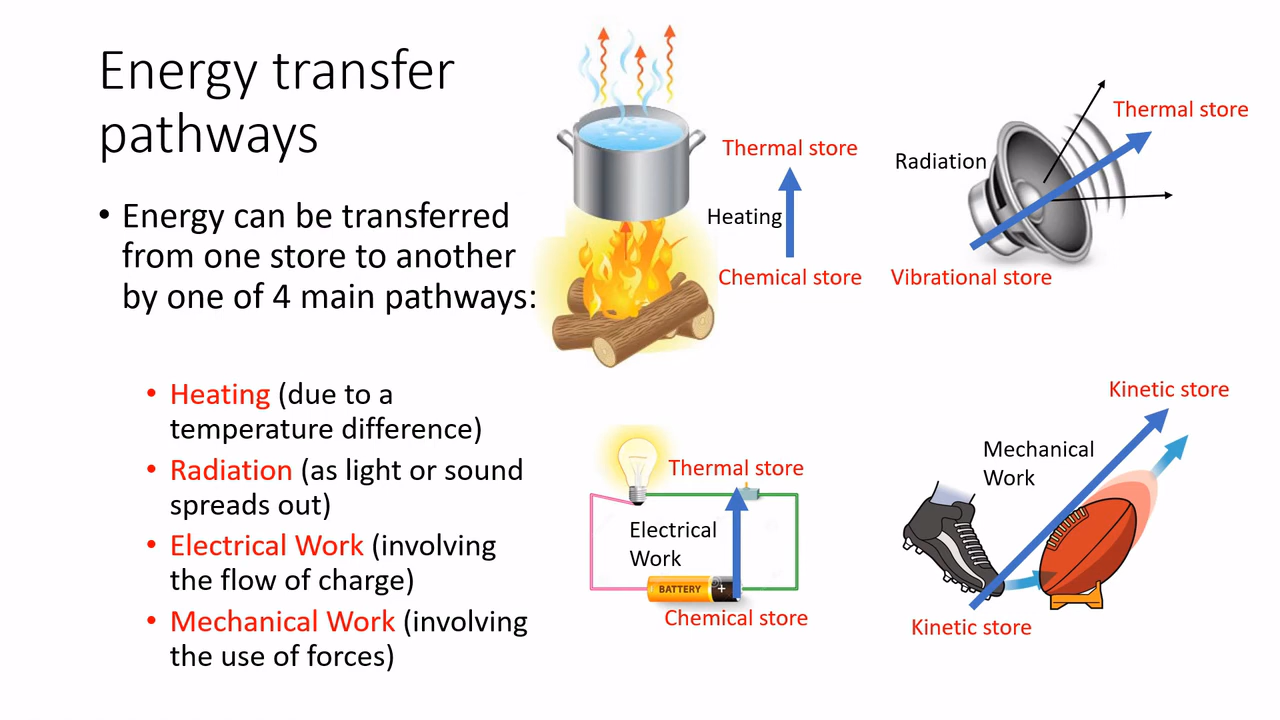 Energy transfer
pathways
• Energy can be transferred
from one store to another
by one of 4 main pathways:
• Heating (due to a
temperature difference)
• Radiation (as light or sound
spreads out)
• Electrical Work (involving
the flow of charge)
• Mechanical Work (involving
the use of forces)
Thermal store
Heating
Chemical store
Thermal store
Radiation
Vibrational store
Thermal store
Electrical
Work
BATTERY +
Chemical store
Kinetic store
Mechanical
Work
Kinetic store